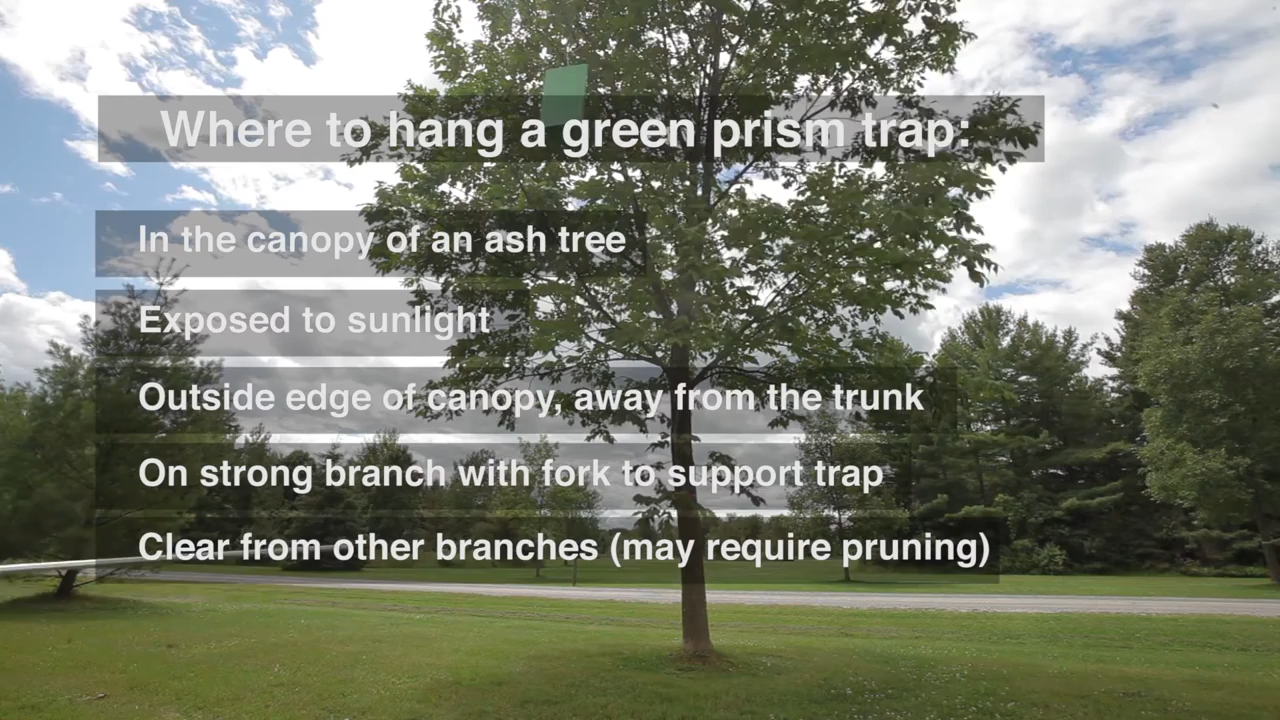 Where to hang a green prism trap:
In the canopy of an ash tree
Exposed to sunlight
Outside edge of canopy, away from the trunk
On strong branch with fork to support trap
Clear from other branches (may require pruning)